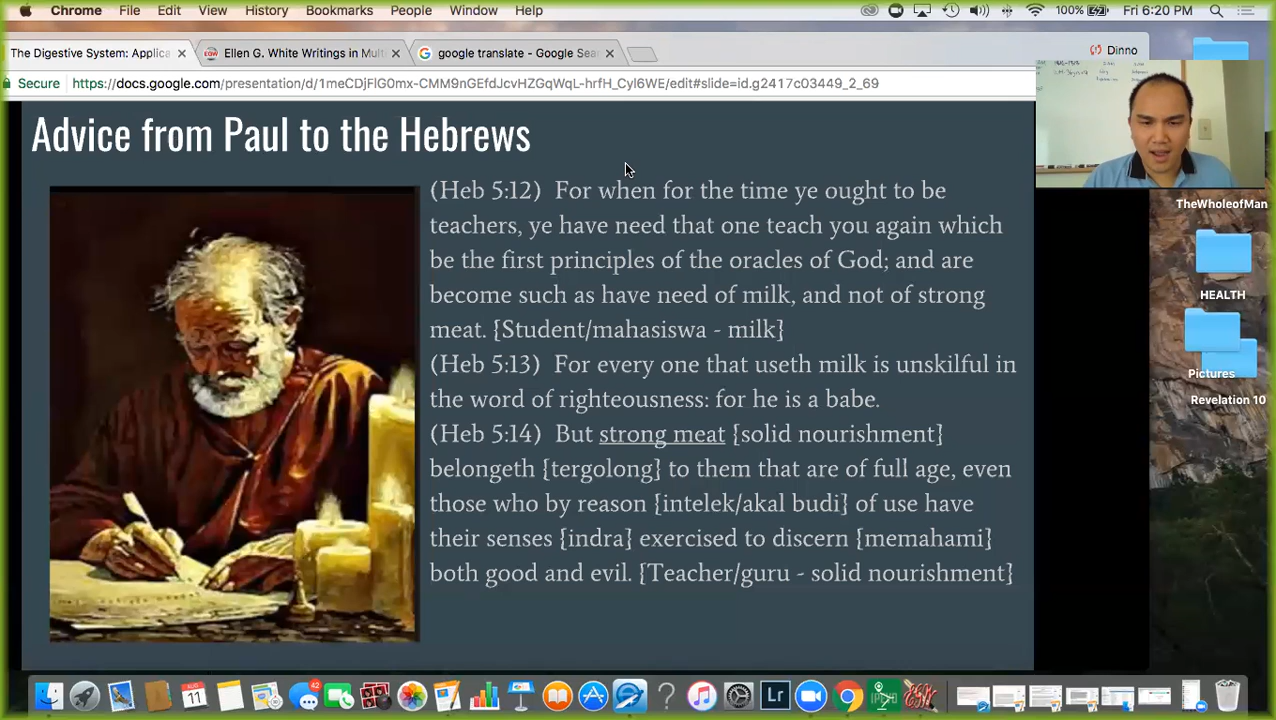 Chrome File Edit View History Bookmarks People Window Help 100% Fri 6:20 PM
The Digestive System: Applica Ellen G. White Writings in Mult google translate - Google Sear Dinno
Secure https://docs.google.com/presentation/d/1meCDjFlG0mx-CMM9nGEfdJcvHZGqWqL-hrfH_Cyl6WE/edit#slide=id.g2417c03449_2_69
Advice from Paul to the Hebrews
(Heb 5:12) For when for the time ye ought to be
teachers, ye have need that one teach you again which
be the first principles of the oracles of God; and are
become such as have need of milk, and not of strong
meat. {Student/mahasiswa - milk}
(Heb 5:13) For every one that useth milk is unskilful in
the word of righteousness: for he is a babe.
(Heb 5:14) But strong meat {solid nourishment}
belongeth {tergolong} to them that are of full age, even
those who by reason {intelek/akal budi} of use have
their senses {indra} exercised to discern {memahami}
both good and evil. {Teacher/guru - solid nourishment}
TheWholeofMan
HEALTH
Pictures
Revelation 10
AUG
11
42
Lr